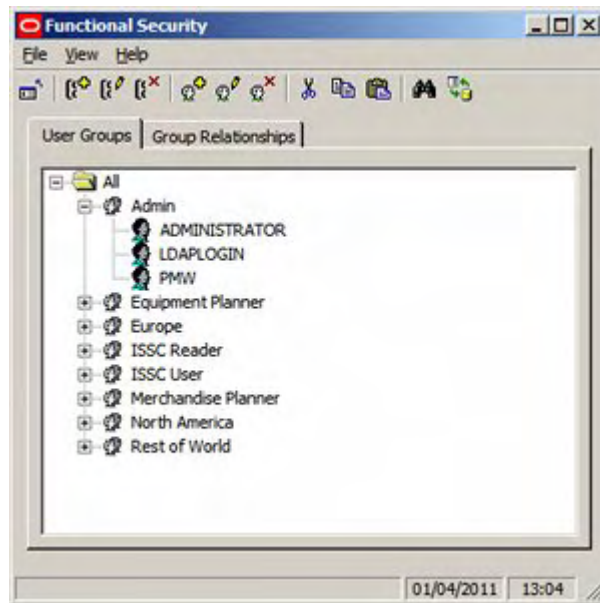 Functional Security
File View Help
User Groups Group Relationships
All
Admin
ADMINISTRATOR
LDAPLOGIN
PMW
Equipment Planner
Europe
ISSC Reader
ISSC User
Merchandise Planner
North America
Rest of World
01/04/2011 13:04